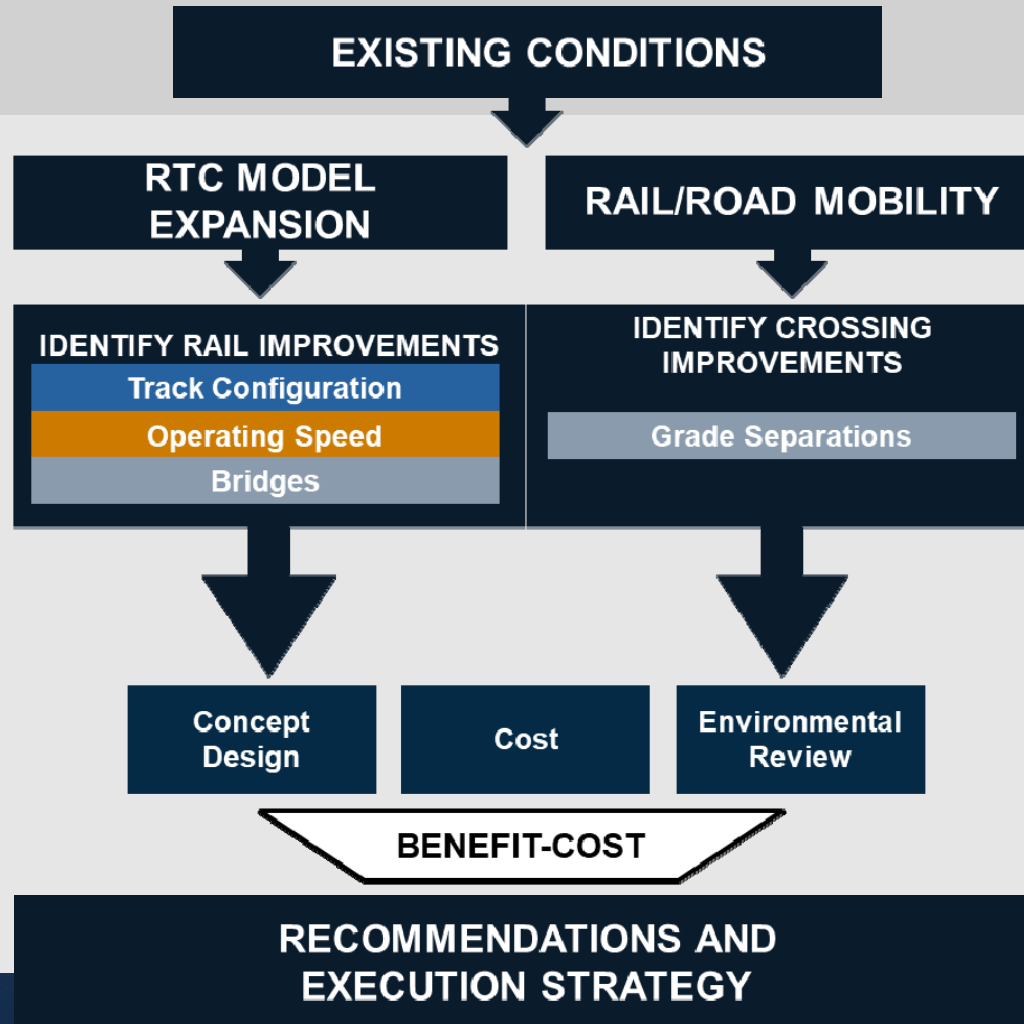 EXISTING CONDITIONS
RTC MODEL
EXPANSION
RAIL/ROAD MOBILITY
IDENTIFY RAIL IMPROVEMENTS
Track Configuration
Operating Speed
Bridges
IDENTIFY CROSSING
IMPROVEMENTS
Grade Separations
Concept
Design
Cost
Environmental
Review
BENEFIT-COST
RECOMMENDATIONS AND
EXECUTION STRATEGY